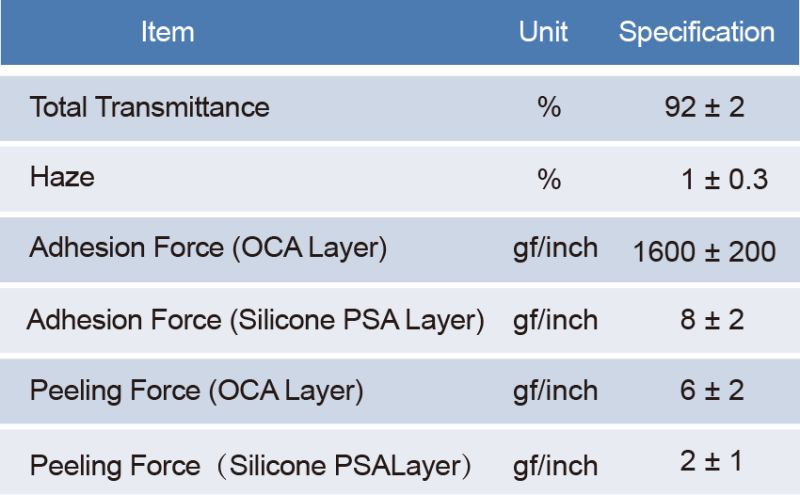 Item Unit Specification
Total Transmittance % 92 ± 2
Haze % 1 ± 0.3
Adhesion Force (OCA Layer) gf/inch 1600 ± 200
Adhesion Force (Silicone PSA Layer) gf/inch 8 ± 2
Peeling Force (OCA Layer) gf/inch 6 ± 2
Peeling Force（Silicone PSALayer） gf/inch 2 ± 1